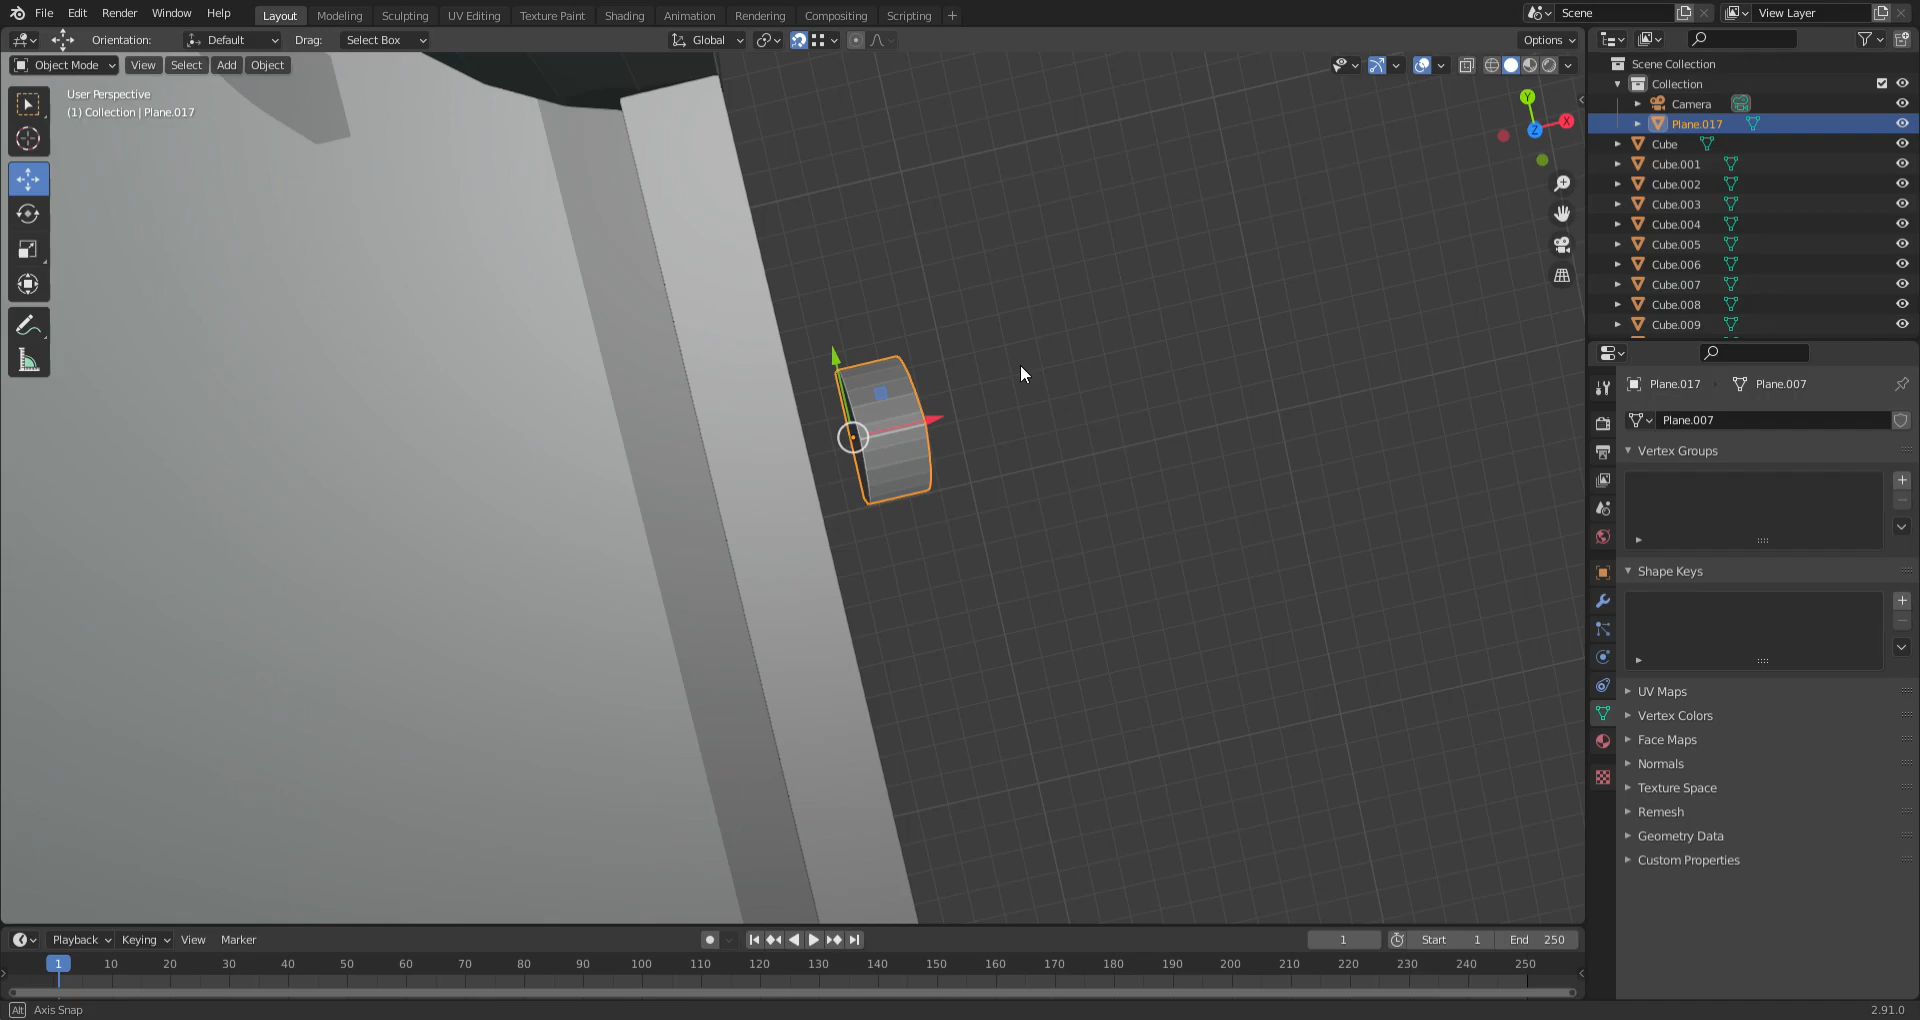 File Edit Render Window Help Layout Modeling Sculpting UV Editing Texture Paint Shading Animation Rendering Compositing Scripting + Scene View Layer
Orientation: Default Drag: Select Box Global Options
Object Mode View Select Add Object
User Perspective
(1) Collection | Plane.017
Y
X
Z
Scene Collection
Collection
Camera
Plane.017
Cube
Cube.001
Cube.002
Cube.003
Cube.004
Cube.005
Cube.006
Cube.007
Cube.008
Cube.009
Plane.017 Plane.007
Plane.007
Vertex Groups
Shape Keys
UV Maps
Vertex Colors
Face Maps
Normals
Texture Space
Remesh
Geometry Data
Custom Properties
Playback Keying View Marker 1 Start 1 End 250
1 10 20 30 40 50 60 70 80 90 100 110 120 130 140 150 160 170 180 190 200 210 220 230 240 250
Alt Axis Snap 2.91.0